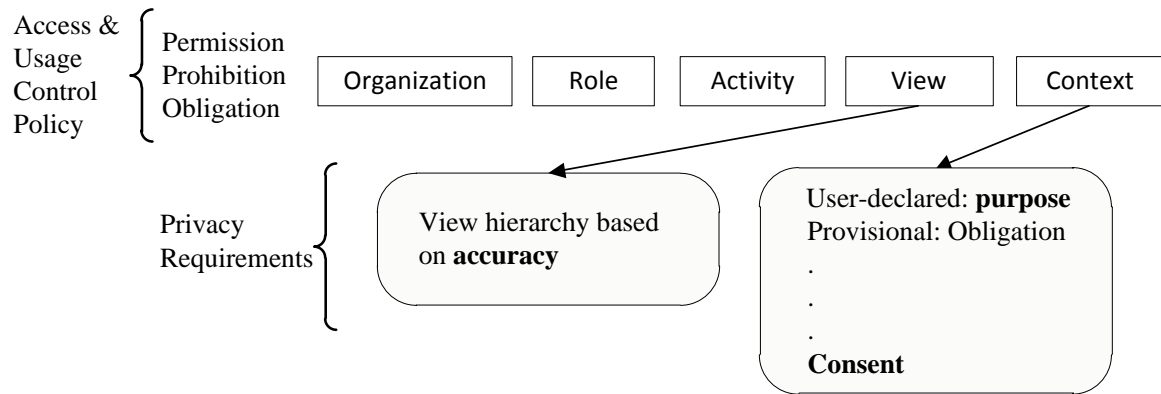 Access &
Usage
Control
Policy
Permission
Prohibition
Obligation
Organization
Role
Activity
View
Context
Privacy
Requirements
View hierarchy based
on accuracy
User-declared: purpose
Provisional: Obligation
.
.
.
Consent